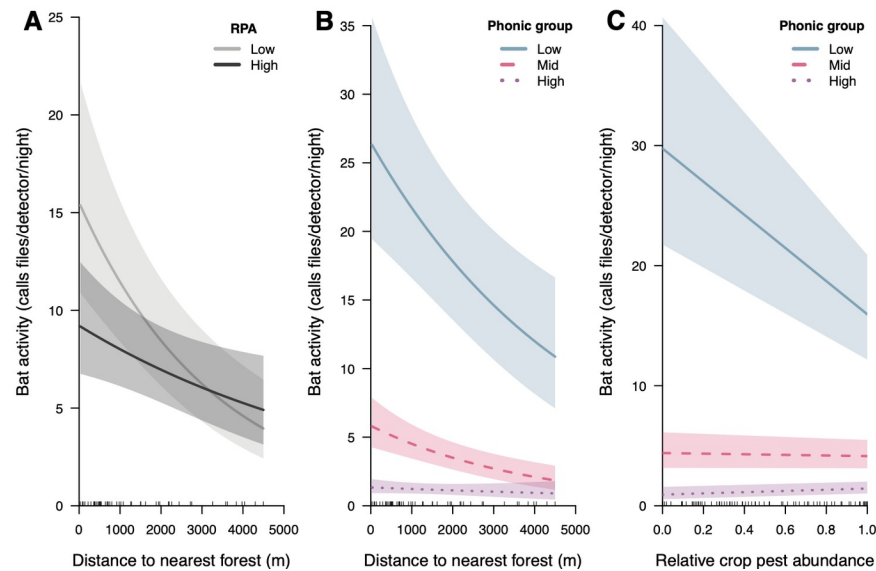 A
RPA
Low
High
Bat activity (calls files/detector/night)
25
20
15
10
5
0
0 1000 2000 3000 4000 5000
Distance to nearest forest (m)
B
Phonic group
Low
Mid
High
Bat activity (calls files/detector/night)
35
30
25
20
15
10
5
0
0 1000 2000 3000 4000 5000
Distance to nearest forest (m)
C
Phonic group
Low
Mid
High
Bat activity (calls files/detector/night)
40
30
20
10
0
0.0 0.2 0.4 0.6 0.8 1.0
Relative crop pest abundance